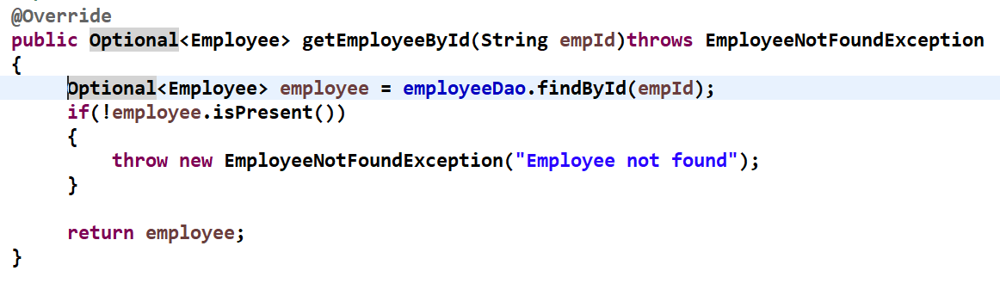 @Override
public Optional<Employee> getEmployeeById(String empId)throws EmployeeNotFoundException
{
Optional<Employee> employee = employeeDao.findById(empId);
if(!employee.isPresent())
{
throw new EmployeeNotFoundException("Employee not found");
}
return employee;
}